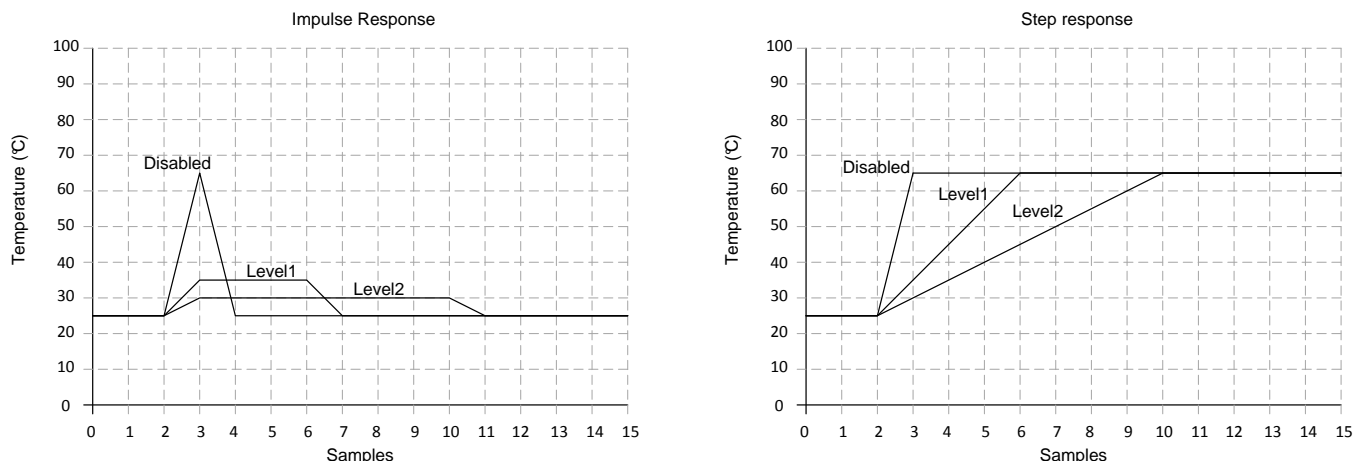 Impulse Response
100
90
80
70
60
50
40
30
20
10
0
Temperature (°C)
Disabled
Level1
Level2
0 1 2 3 4 5 6 7 8 9 10 11 12 13 14 15
Samples
Step response
100
90
80
70
60
50
40
30
20
10
0
Temperature (°C)
Disabled
Level1
Level2
0 1 2 3 4 5 6 7 8 9 10 11 12 13 14 15
Samples